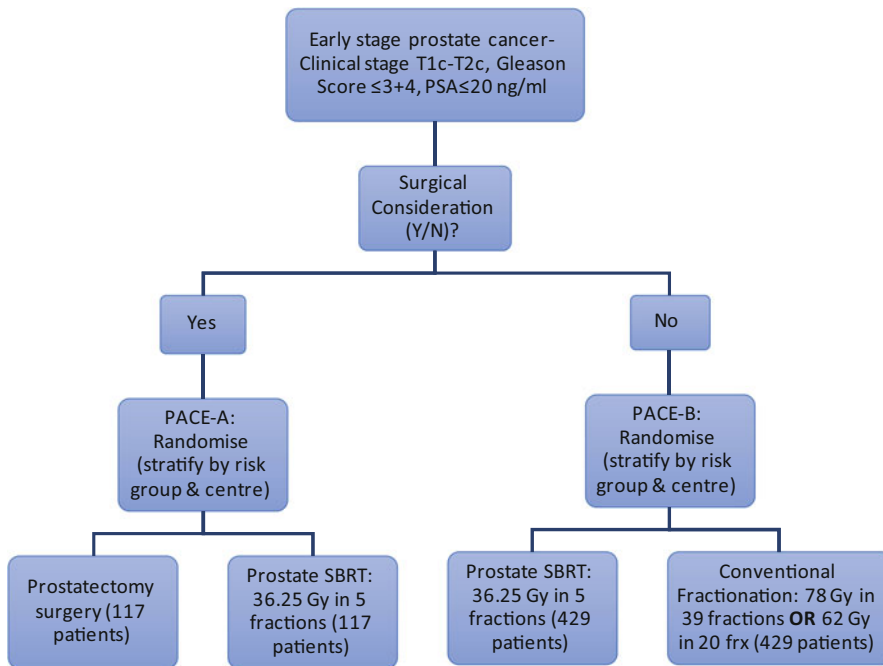 Early stage prostate cancer-
Clinical stage T1c-T2c, Gleason
Score ≤3+4, PSA≤20 ng/ml
Surgical
Consideration
(Y/N)?
Yes
No
PACE-A:
Randomise
(stratify by risk
group & centre)
PACE-B:
Randomise
(stratify by risk
group & centre)
Prostatectomy
surgery (117
patients)
Prostate SBRT:
36.25 Gy in 5
fractions (117
patients)
Prostate SBRT:
36.25 Gy in 5
fractions (429
patients)
Conventional
Fractionation: 78 Gy in
39 fractions OR 62 Gy
in 20 frx (429 patients)